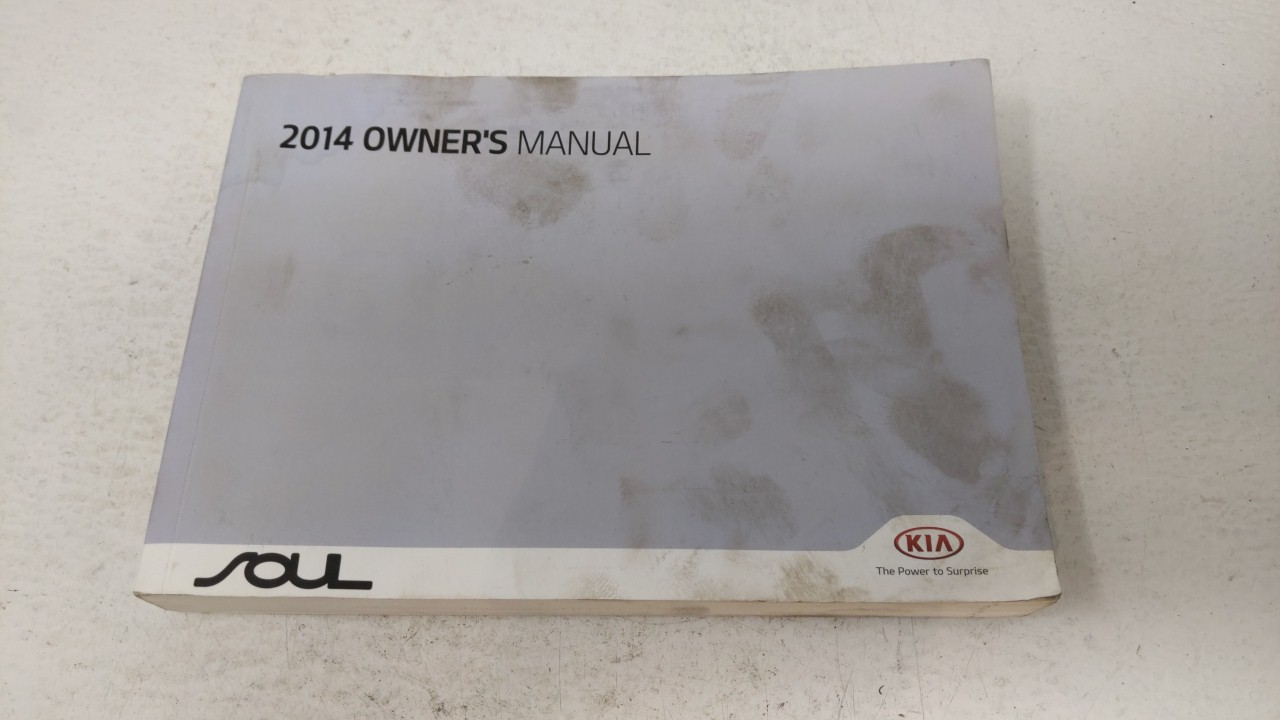 2014 OWNER'S MANUAL
SOUL
KIA
The Power to Surprise